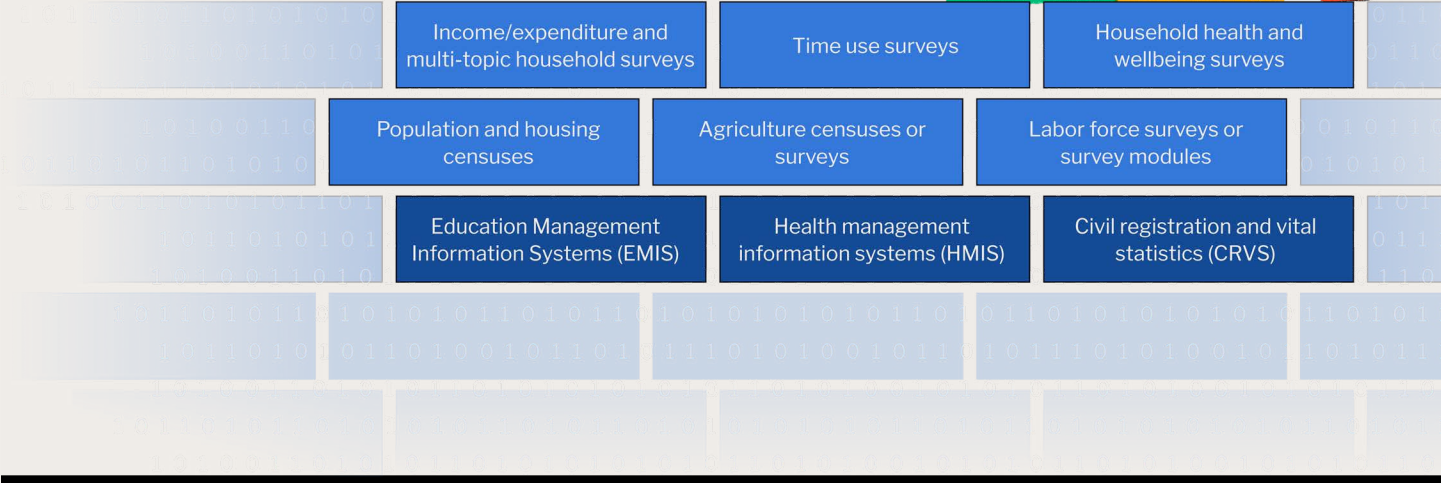 Income/expenditure and
multi-topic household surveys
Time use surveys
Household health and
wellbeing surveys
Population and housing
censuses
Agriculture censuses or
surveys
Labor force surveys or
survey modules
Education Management
Information Systems (EMIS)
Health management
information systems (HMIS)
Civil registration and vital
statistics (CRVS)